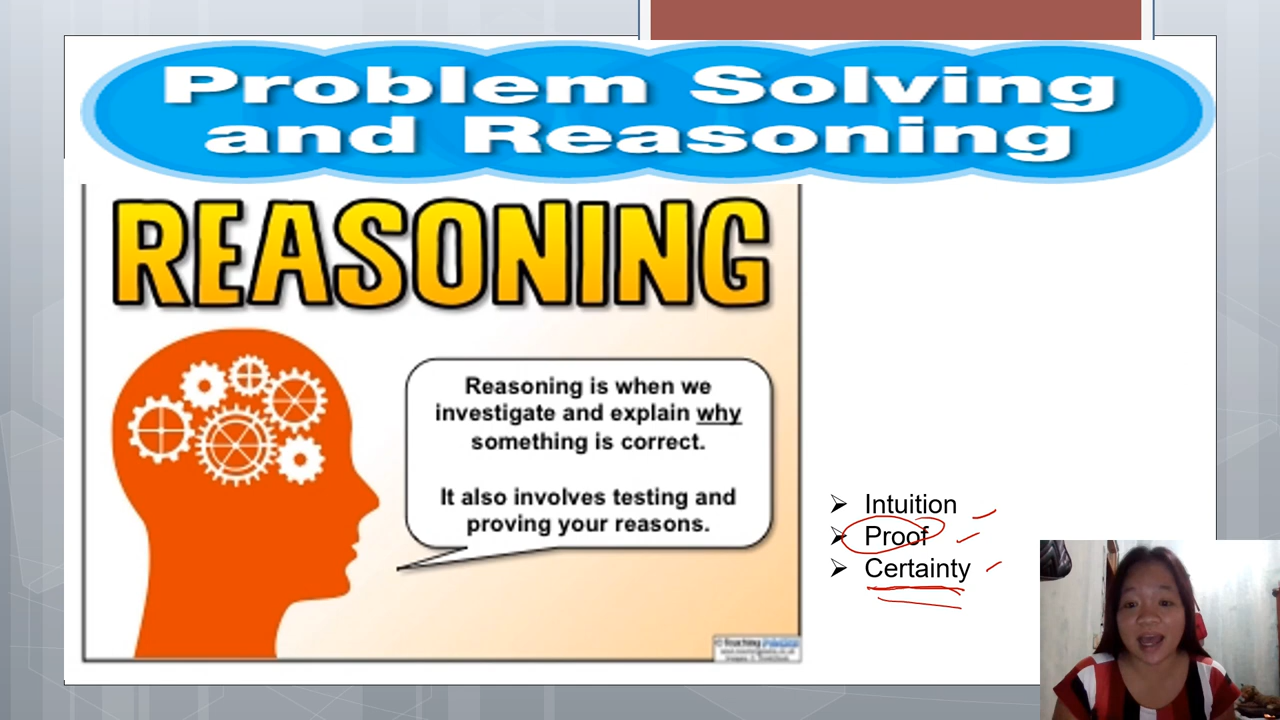 Problem Solving
and Reasoning
REASONING
Reasoning is when we
investigate and explain why
something is correct.
It also involves testing and
proving your reasons.
Intuition
Proof
Certainty